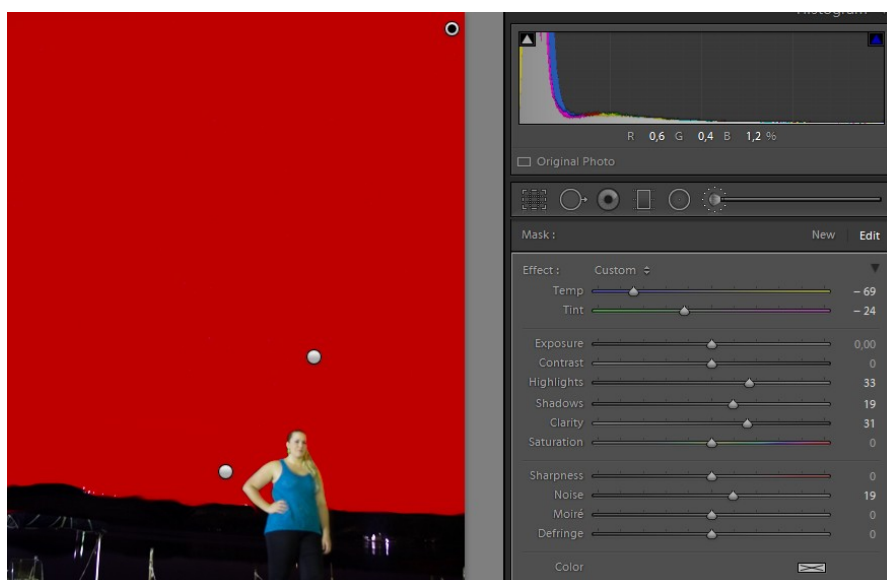 Histogram
R 0,6 G 0,4 B 1,2 %
Original Photo
Mask : New Edit
Effect : Custom
Temp – 69
Tint – 24
Exposure 0,00
Contrast 0
Highlights 33
Shadows 19
Clarity 31
Saturation 0
Sharpness 0
Noise 19
Moiré 0
Defringe 0
Color